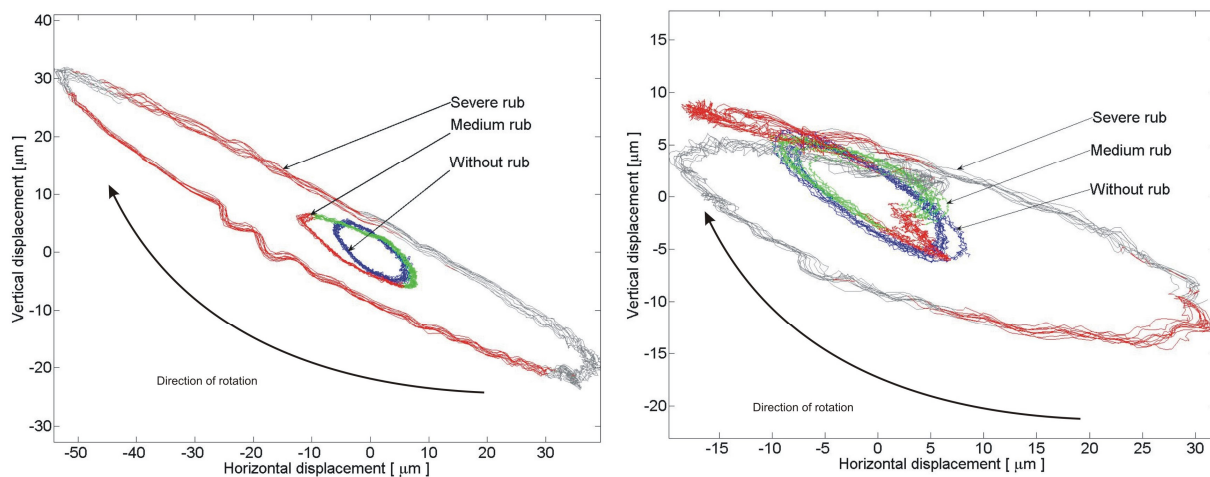 40
30
20
10
0
-10
-20
-30
Vertical displacement [µm]
Severe rub
Medium rub
Without rub
Direction of rotation
-50 -40 -30 -20 -10 0 10 20 30
Horizontal displacement [ µm]
15
10
5
0
-5
-10
-15
-20
Vertical displacement [µm]
Severe rub
Medium rub
Without rub
Direction of rotation
-15 -10 -5 0 5 10 15 20 25 30
Horizontal displacement [ µm]